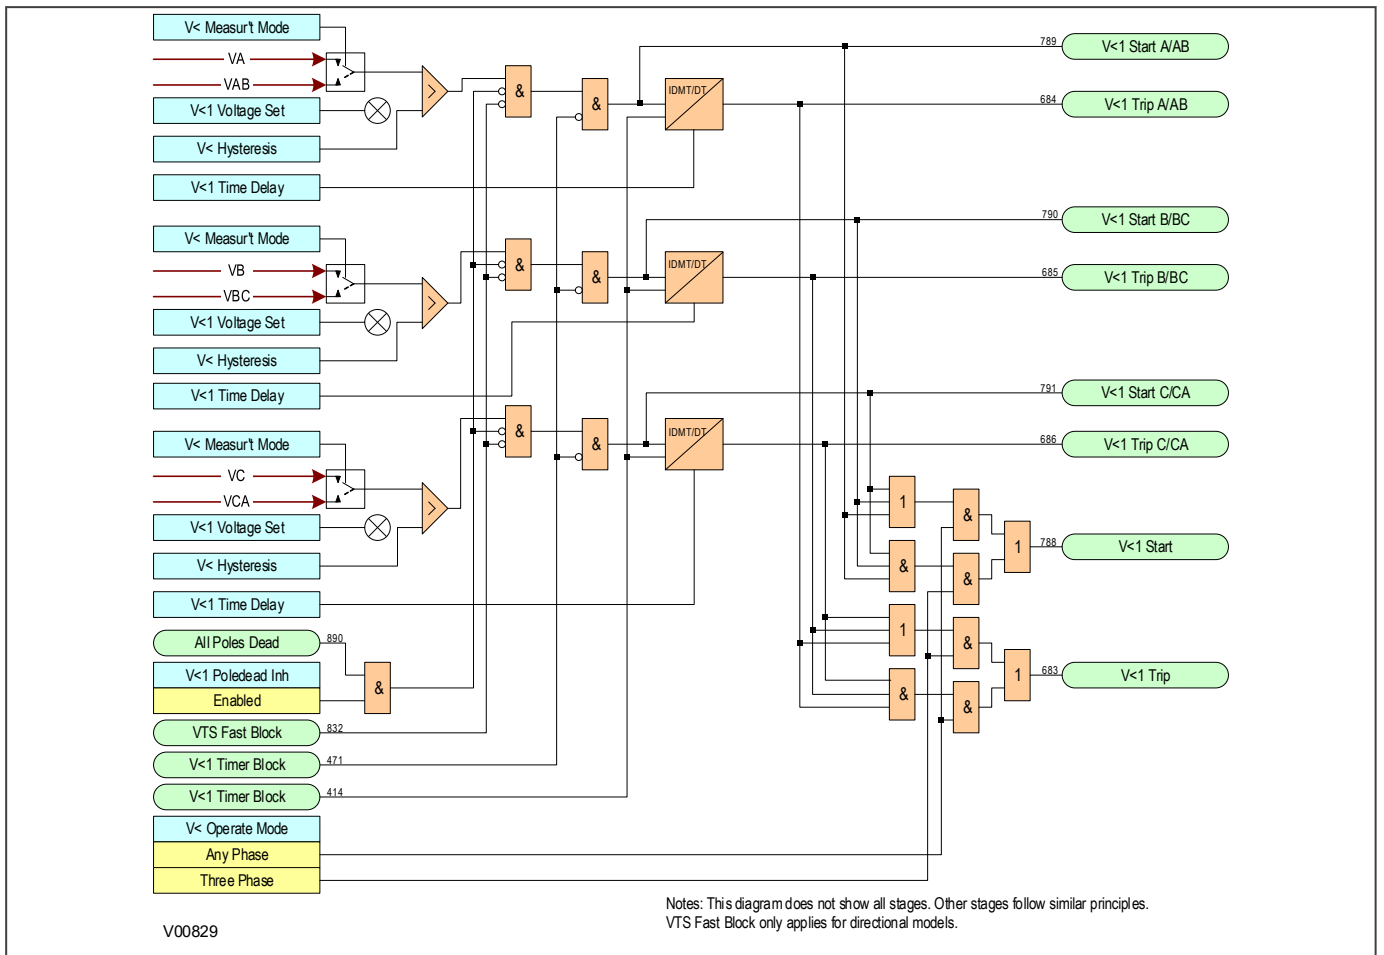 V< Measur't Mode
VA
VAB
V<1 Voltage Set
V< Hysteresis
V<1 Time Delay
>
&
&
IDMT/DT
789
V<1 Start A/AB
684
V<1 Trip A/AB
V< Measur't Mode
VB
VBC
V<1 Voltage Set
V< Hysteresis
V<1 Time Delay
>
&
&
IDMT/DT
790
V<1 Start B/BC
685
V<1 Trip B/BC
V< Measur't Mode
VC
VCA
V<1 Voltage Set
V< Hysteresis
V<1 Time Delay
>
&
&
IDMT/DT
791
V<1 Start C/CA
686
V<1 Trip C/CA
1
&
&
&
1
788
V<1 Start
1
&
&
&
1
683
V<1 Trip
All Poles Dead
890
V<1 Poledead Inh
Enabled
&
VTS Fast Block
832
V<1 Timer Block
471
V<1 Timer Block
414
V< Operate Mode
Any Phase
Three Phase
Notes: This diagram does not show all stages. Other stages follow similar principles.
VTS Fast Block only applies for directional models.
V00829